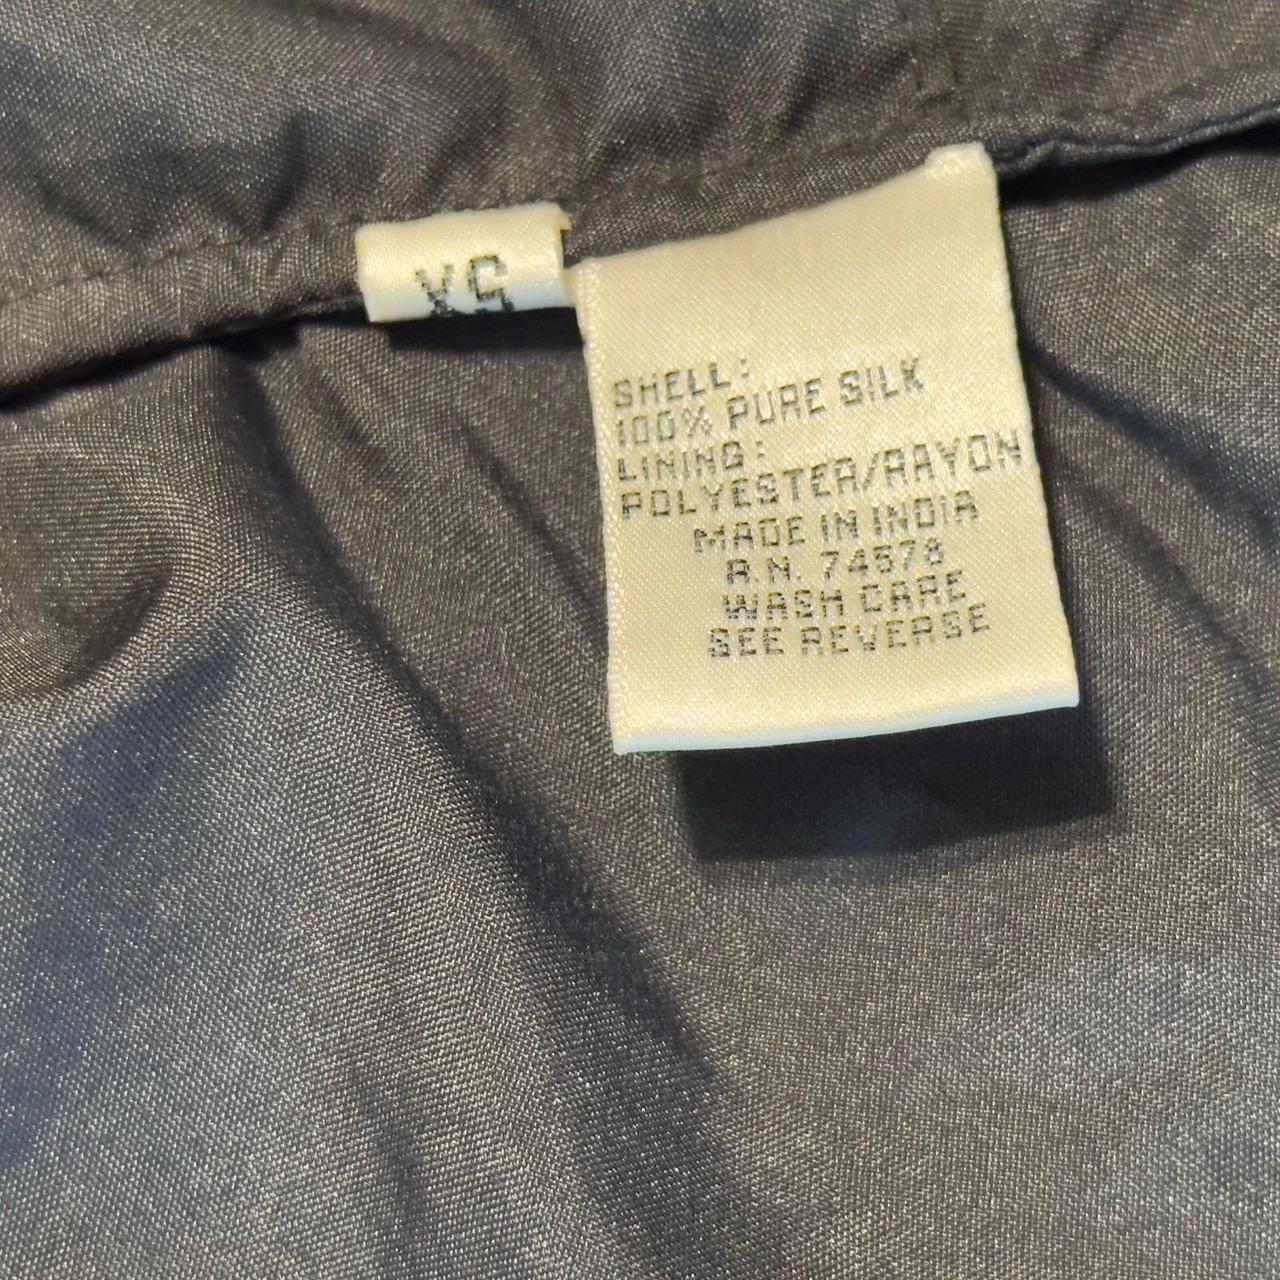 XS
SHELL:
100% PURE SILK
LINING:
POLYESTER/RAYON
MADE IN INDIA
R.N. 74578
WASH CARE
SEE REVERSE